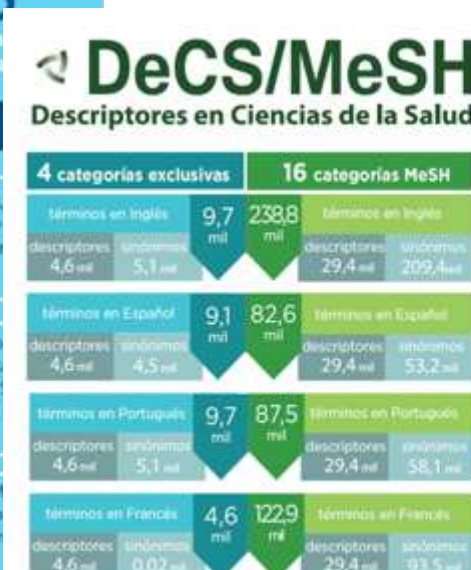 DeCS/MeSH
Descriptores en Ciencias de la Salud
4 categorías exclusivas 16 categorías MeSH
términos en Inglés 9,7 mil 238,8 mil términos en Inglés
descriptores 4,6 mil sinónimos 5,1 mil descriptores 29,4 mil sinónimos 209,4 mil
términos en Español 9,1 mil 82,6 mil términos en Español
descriptores 4,6 mil sinónimos 4,5 mil descriptores 29,4 mil sinónimos 53,2 mil
términos en Portugués 9,7 mil 87,5 mil términos en Portugués
descriptores 4,6 mil sinónimos 5,1 mil descriptores 29,4 mil sinónimos 58,1 mil
términos en Francés 4,6 mil 122,9 mil términos en Francés
descriptores 4,6 mil sinónimos 0,02 mil descriptores 29,4 mil sinónimos 93,5 mil